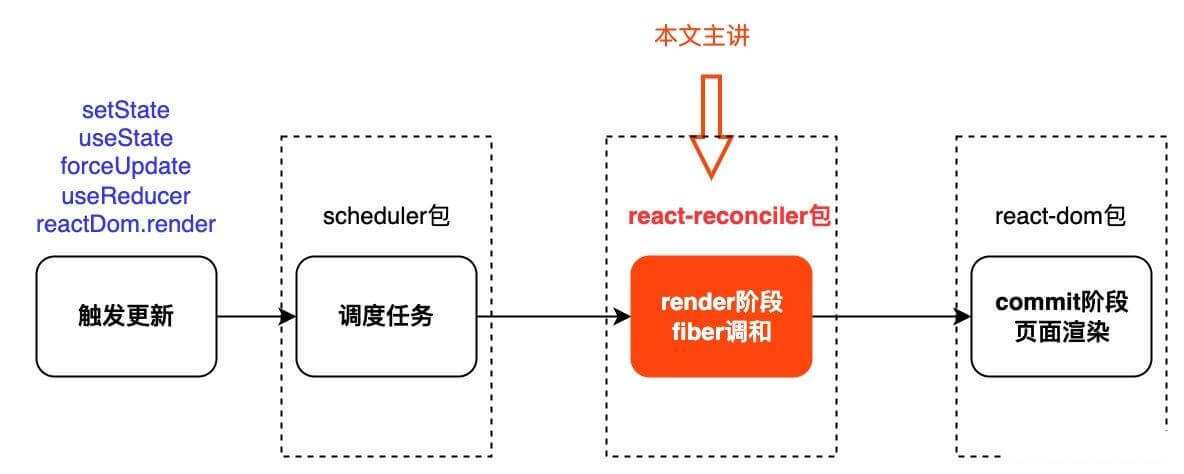 本文主讲
setState
useState
forceUpdate
useReducer
reactDom.render
scheduler包
react-reconciler包
react-dom包
触发更新
调度任务
render阶段
fiber调和
commit阶段
页面渲染